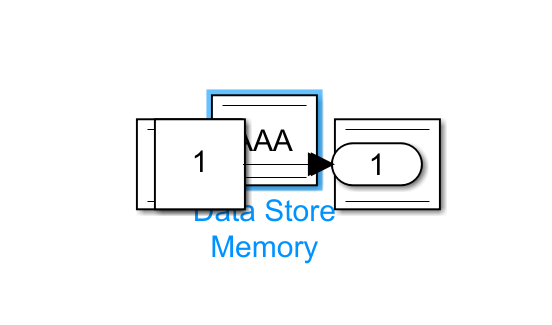 AAA
1
1
Data Store
Memory